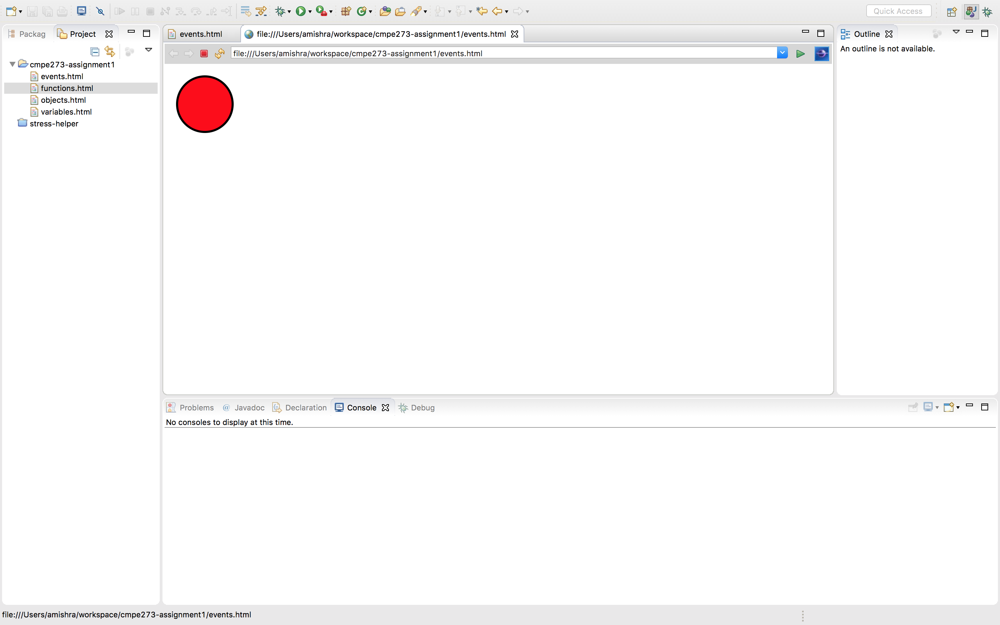 Quick Access
Packag
Project
events.html
file:///Users/amishra/workspace/cmpe273-assignment1/events.html
Outline
file:///Users/amishra/workspace/cmpe273-assignment1/events.html
An outline is not available.
cmpe273-assignment1
events.html
functions.html
objects.html
variables.html
stress-helper
Problems
@ Javadoc
Declaration
Console
Debug
No consoles to display at this time.
file:///Users/amishra/workspace/cmpe273-assignment1/events.html